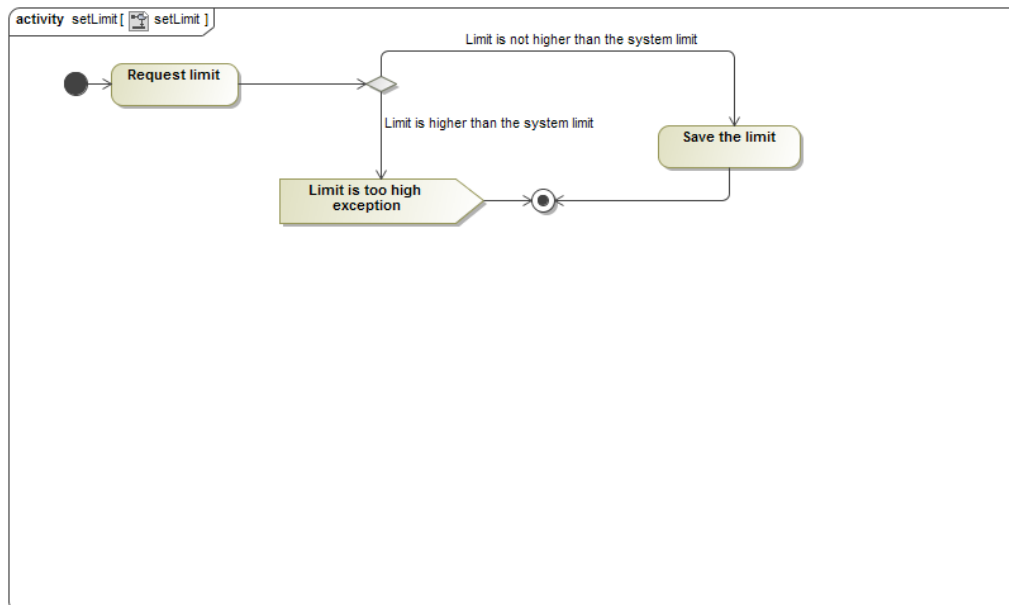 activity setLimit [ setLimit ]
Limit is not higher than the system limit
Request limit
Limit is higher than the system limit
Save the limit
Limit is too high
exception